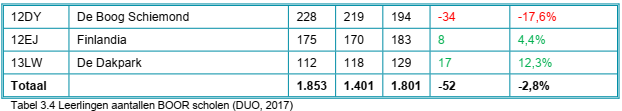 12DY De Boog Schiemond 228 219 194 -34 -17,6%
12EJ Finlandia 175 170 183 8 4,4%
13LW De Dakpark 112 118 129 17 12,3%
Totaal 1.853 1.401 1.801 -52 -2,8%
Tabel 3.4 Leerlingen aantallen BOOR scholen (DUO, 2017)